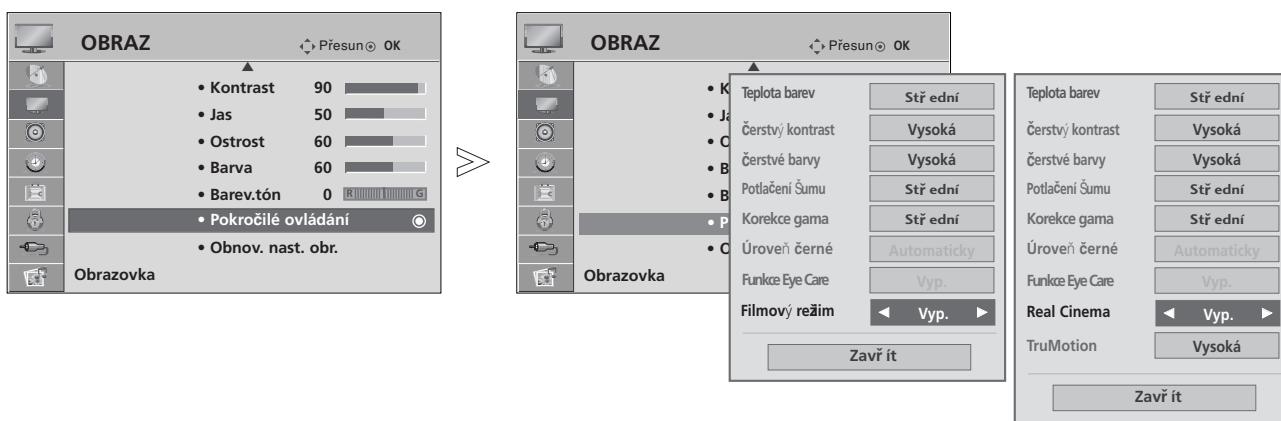 OBRAZ Přesun OK
• Kontrast 90
• Jas 50
• Ostrost 60
• Barva 60
• Barev.tón 0 R G
• Pokročilé ovládání
• Obnov. nast. obr.
Obrazovka
OBRAZ Přesun OK
• K
• J
• O
• B
• B
• P
• O
Obrazovka
Teplota barev Stř ední
čerstvý kontrast Vysoká
čerstvé barvy Vysoká
Potlačení Šumu Stř ední
Korekce gama Stř ední
Úroveň černé Automaticky
Funkce Eye Care Vyp.
Filmový režim ◄ Vyp. ►
Zavř ít
Teplota barev Stř ední
čerstvý kontrast Vysoká
čerstvé barvy Vysoká
Potlačení Šumu Stř ední
Korekce gama Stř ední
Úroveň černé Automaticky
Funkce Eye Care Vyp.
Real Cinema ◄ Vyp. ►
TruMotion Vysoká
Zavř ít